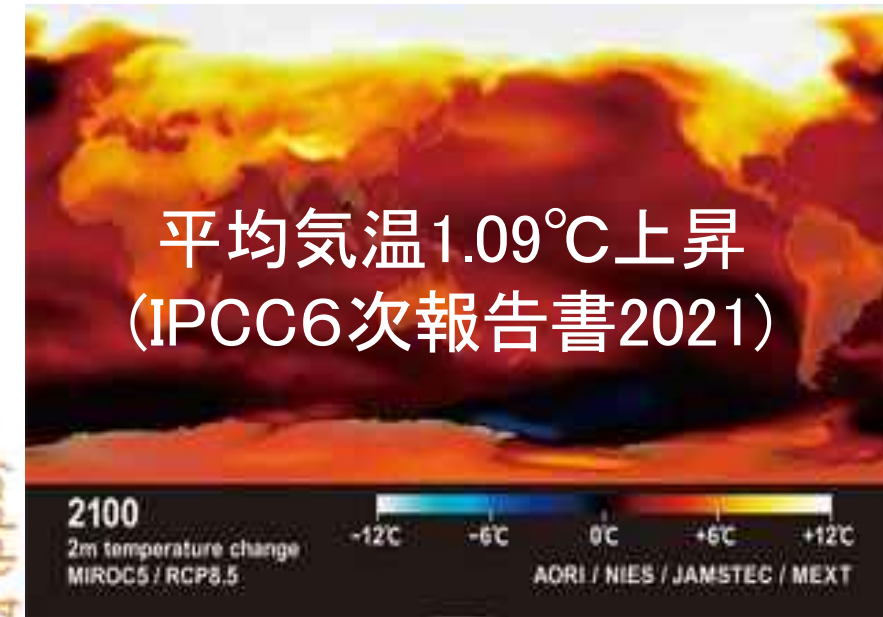 平均気温1.09℃上昇
(IPCC６次報告書2021)
2100
2m temperature change
MIROC5 / RCP8.5
-12℃ -6℃ 0℃ +6℃ +12℃
AORI / NIES / JAMSTEC / MEXT